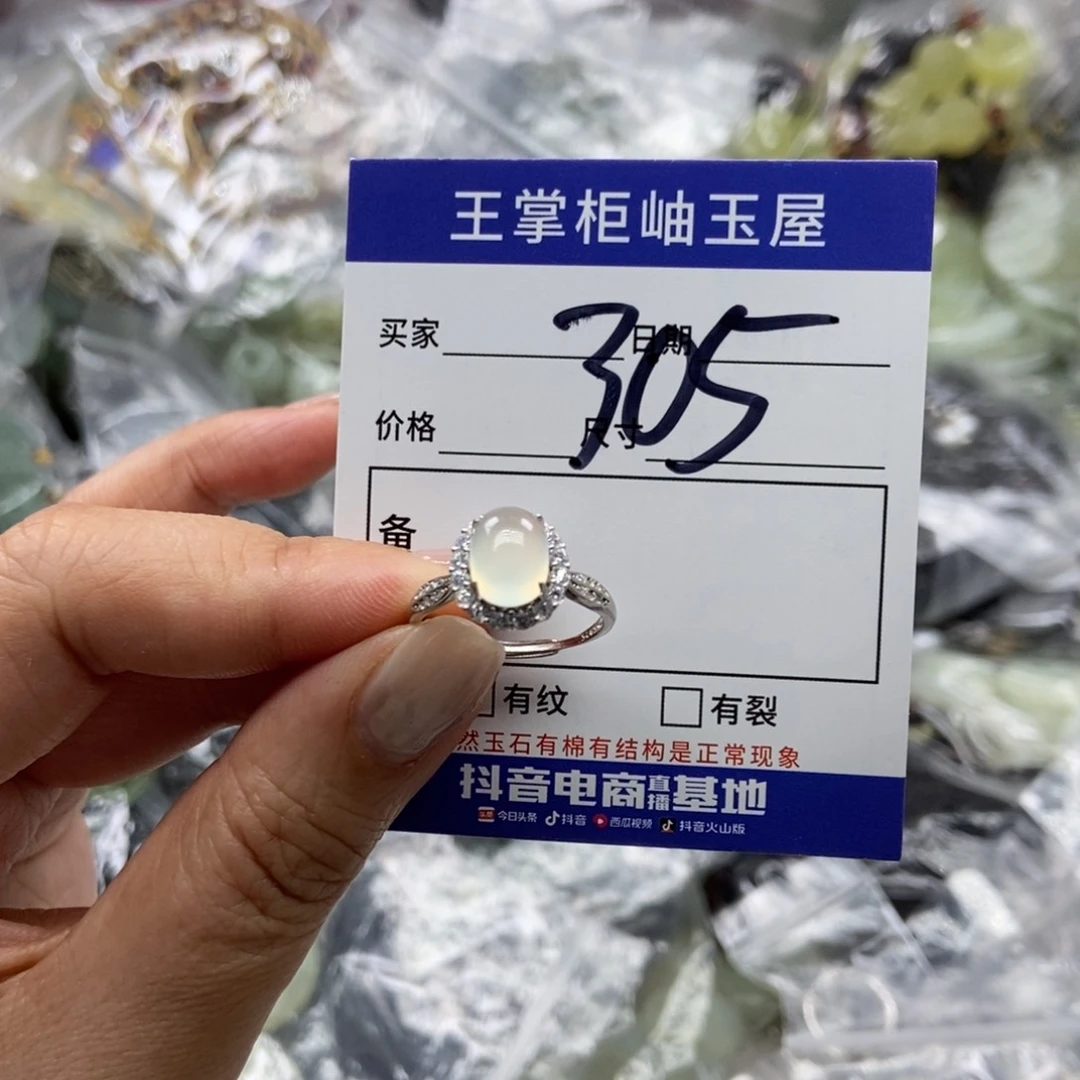 王掌柜岫玉屋
买家 日期
305
价格 尺寸
备
有纹 有裂
然玉石有棉有结构是正常现象
抖音电商直播基地
头条 今日头条 抖音 西瓜视频 抖音火山版